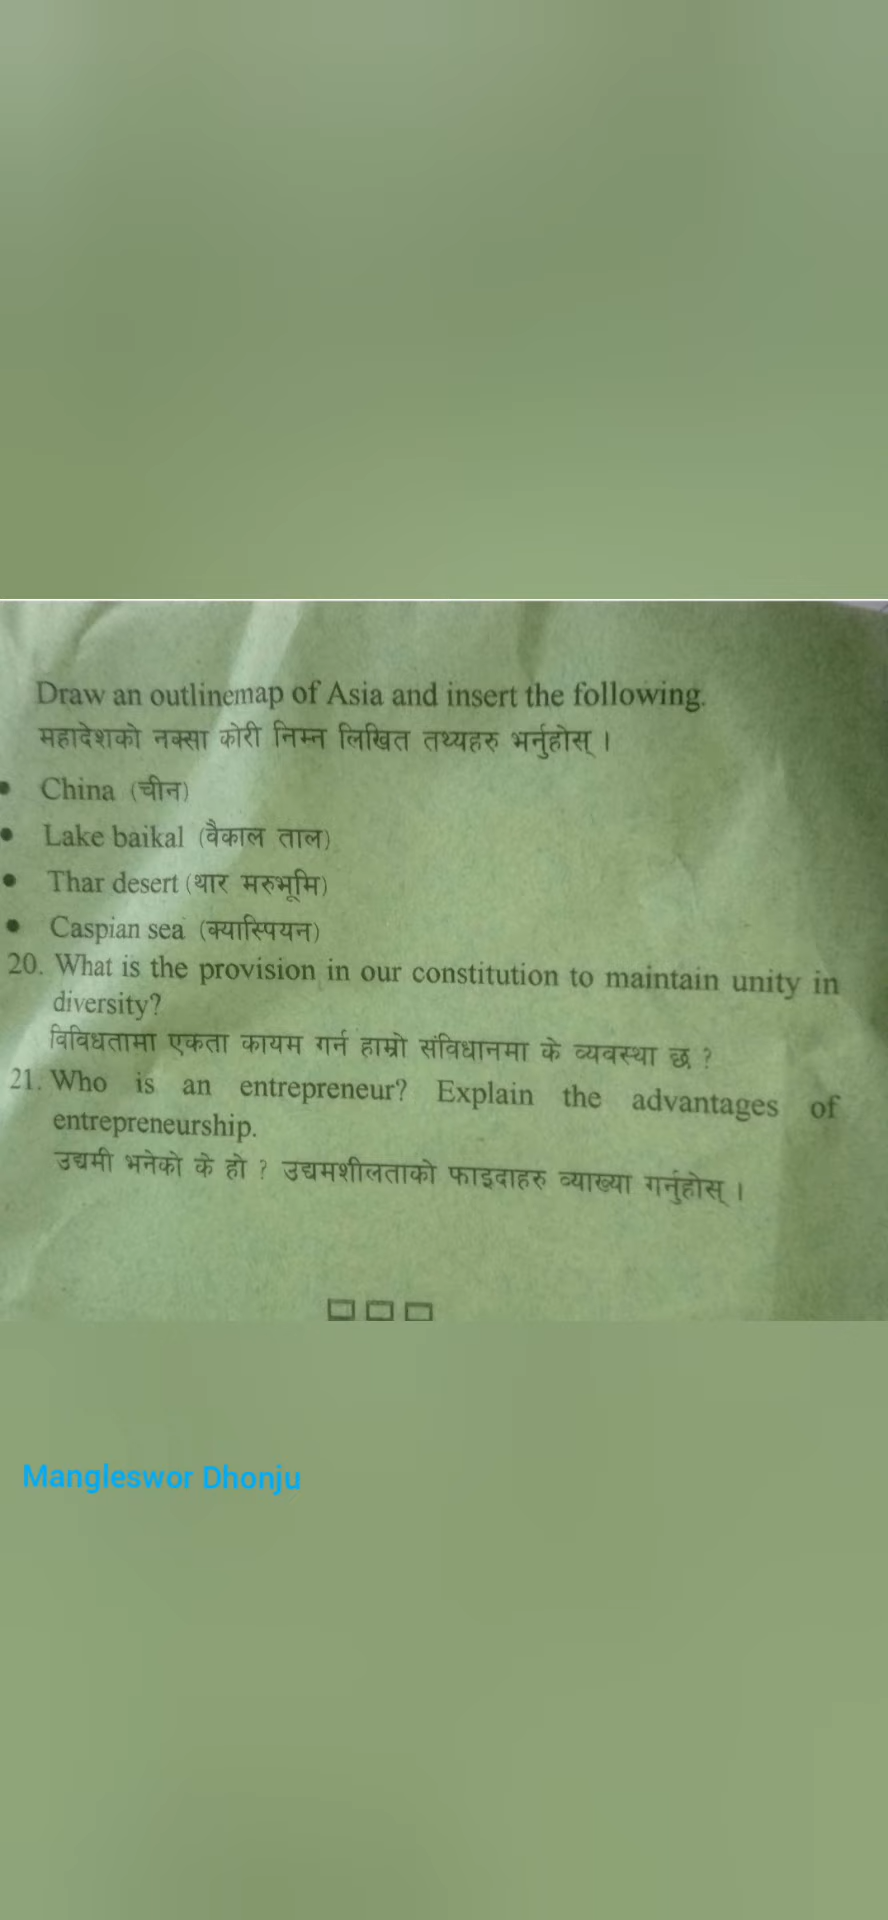 Draw an outlinemap of Asia and insert the following.
महादेशको नक्सा कोरी निम्न लिखित तथ्यहरु भर्नुहोस् ।
• China (चीन)
• Lake baikal (वैकाल ताल)
• Thar desert (थार मरुभूमि)
• Caspian sea (क्यास्पियन)
20. What is the provision in our constitution to maintain unity in
diversity?
विविधतामा एकता कायम गर्न हाम्रो संविधानमा के व्यवस्था छ ?
21. Who is an entrepreneur? Explain the advantages of
entrepreneurship.
उद्यमी भनेको के हो ? उद्यमशीलताको फाइदाहरु व्याख्या गर्नुहोस् ।
Mangleswor Dhonju